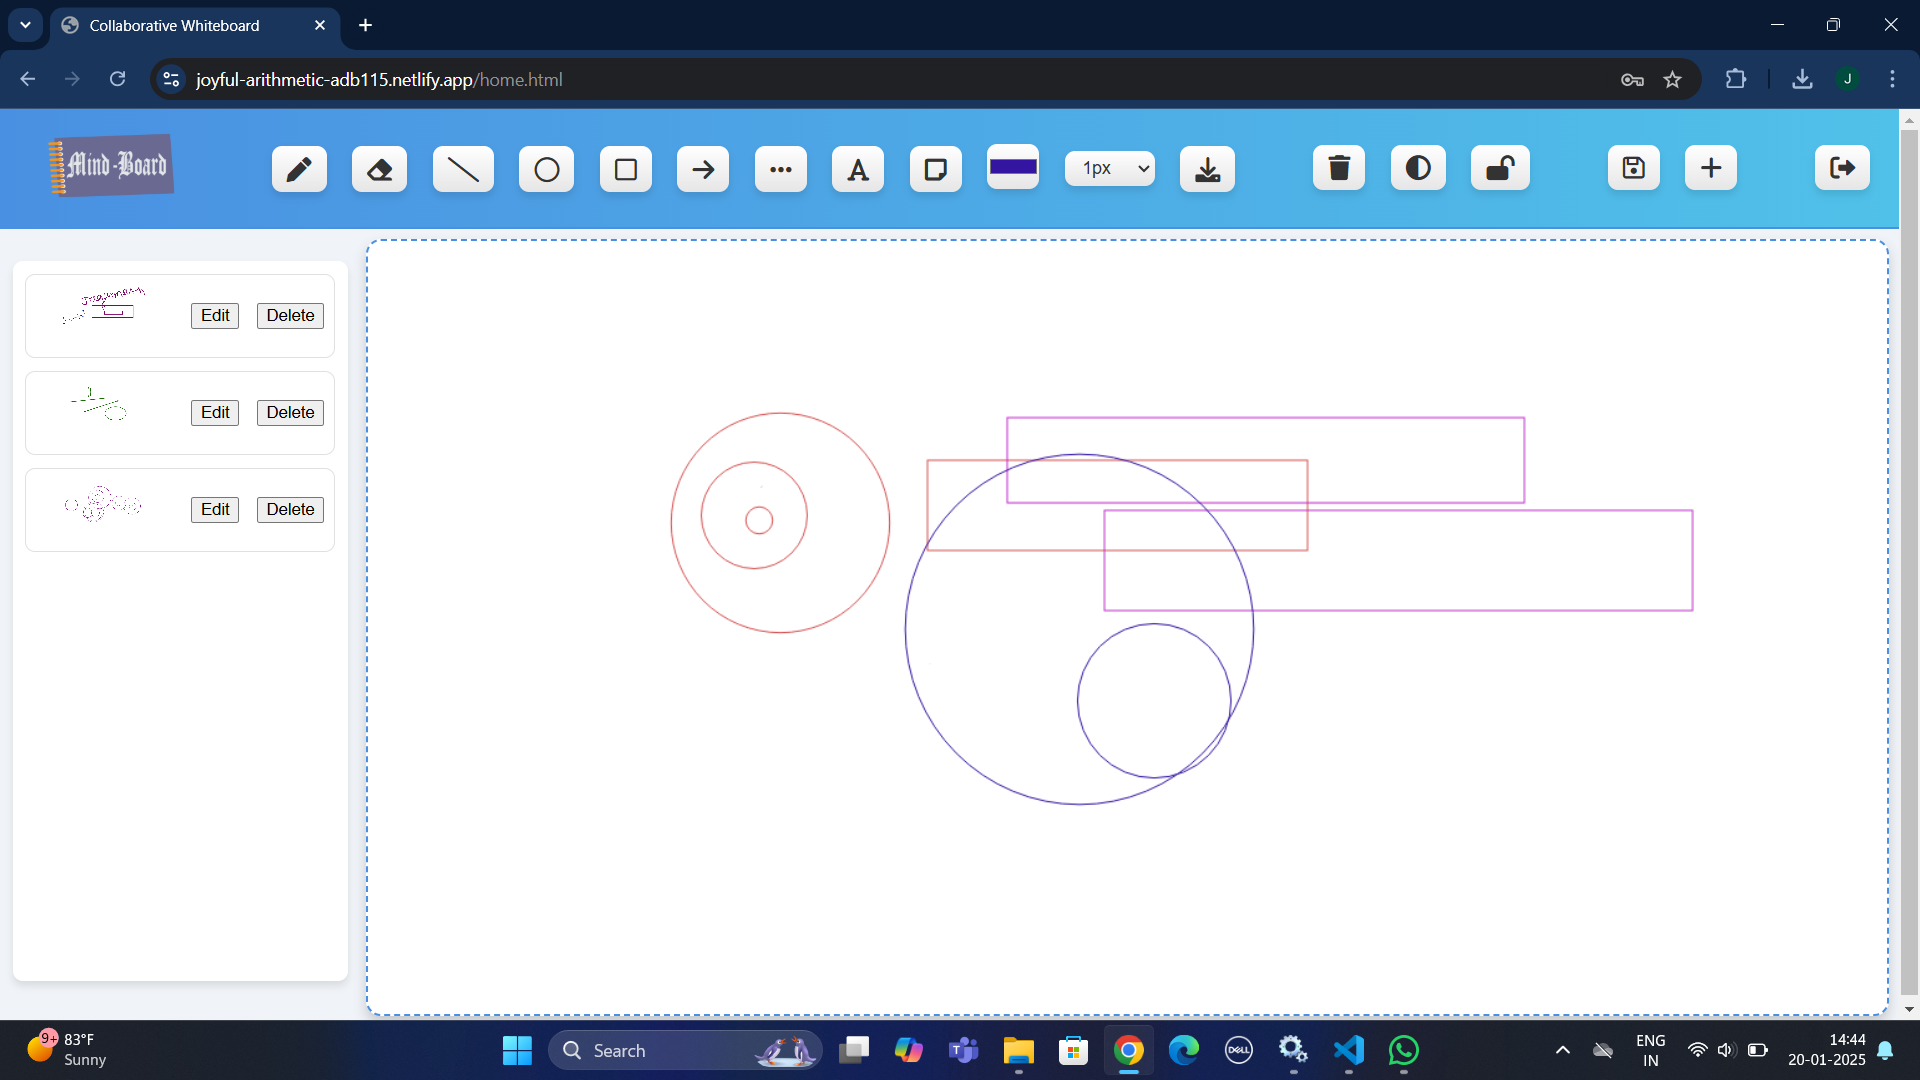 Collaborative Whiteboard
joyful-arithmetic-adb115.netlify.app/home.html
J
Mind-Board
A
1px
Edit Delete
Edit Delete
Edit Delete
9+
83°F
Sunny
Search
T
DELL
ENG
IN
14:44
20-01-2025